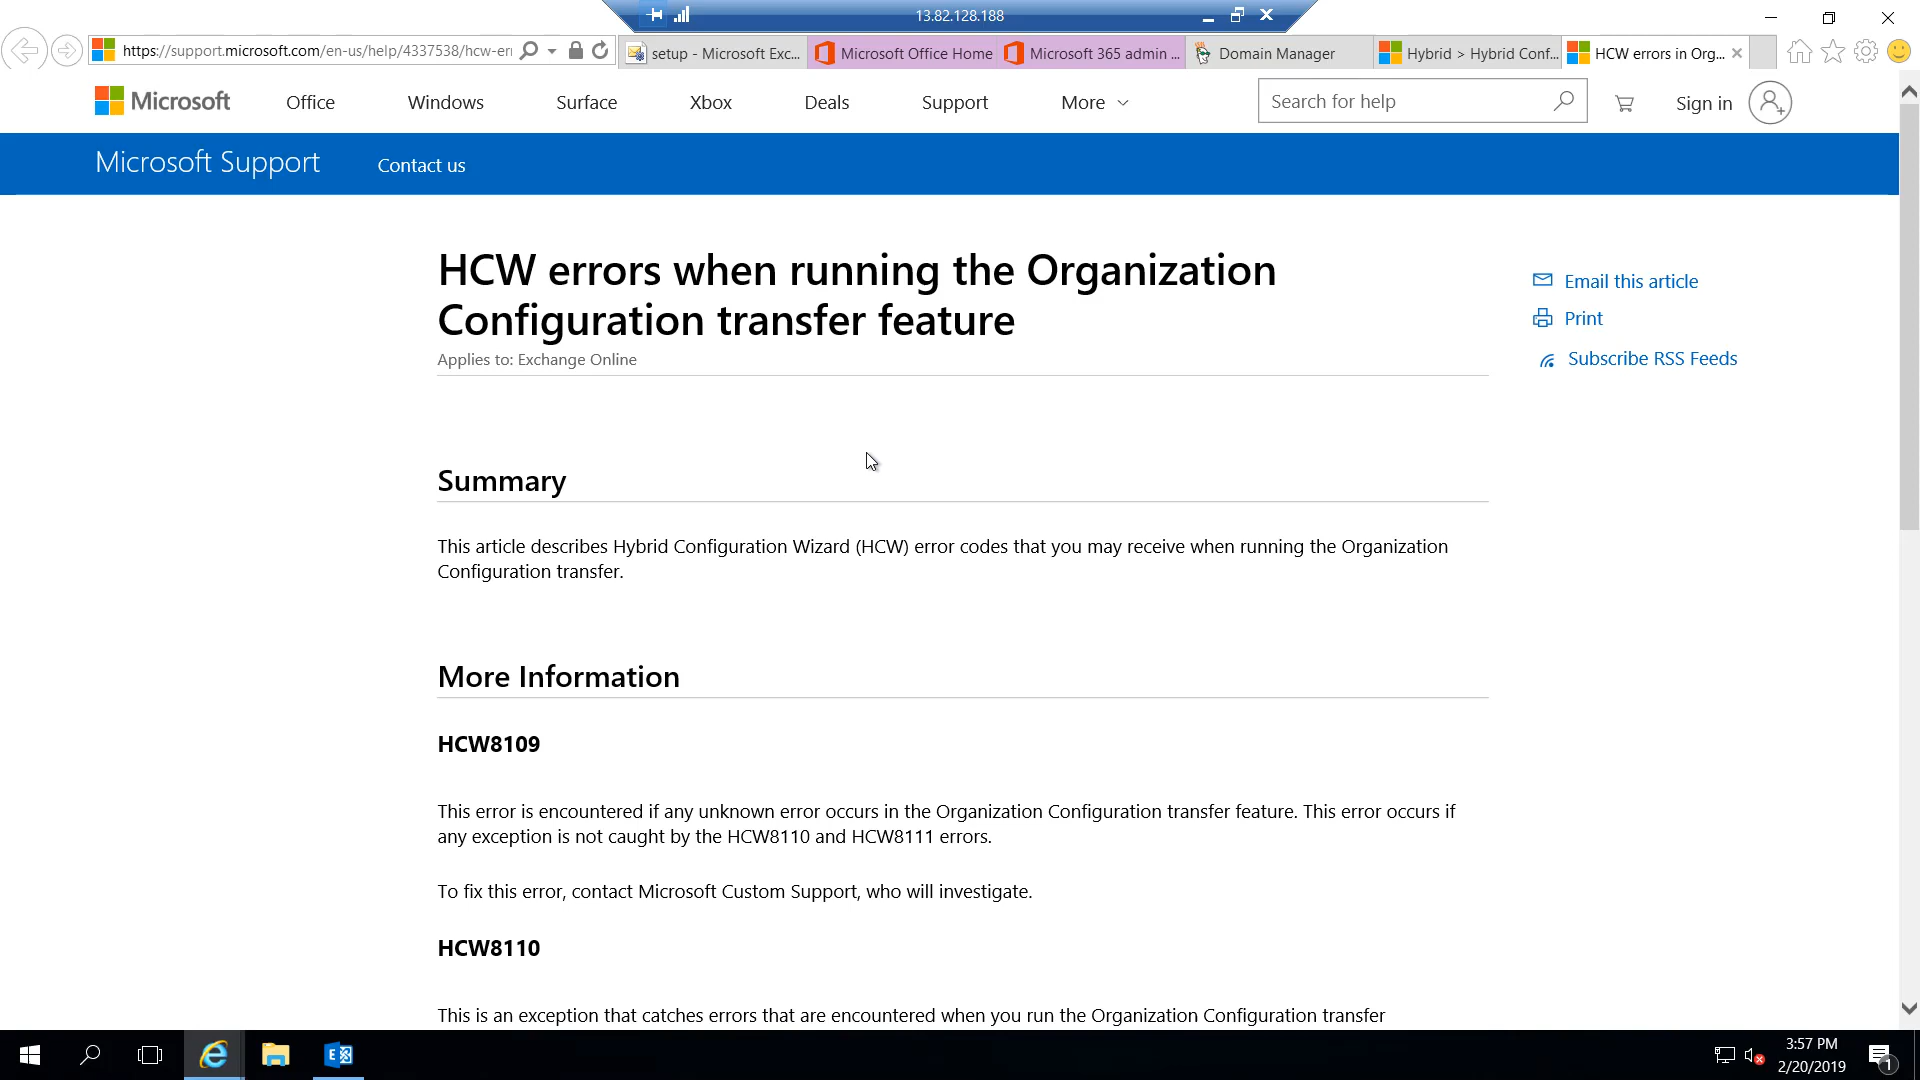 13.82.128.188
https://support.microsoft.com/en-us/help/4337538/hcw-er
setup - Microsoft Exc...
Microsoft Office Home
Microsoft 365 admin ...
Domain Manager
Hybrid > Hybrid Conf...
HCW errors in Org...
Microsoft
Office
Windows
Surface
Xbox
Deals
Support
More
Search for help
Sign in
Microsoft Support
Contact us
HCW errors when running the Organization
Configuration transfer feature
Applies to: Exchange Online
Email this article
Print
Subscribe RSS Feeds
Summary
This article describes Hybrid Configuration Wizard (HCW) error codes that you may receive when running the Organization
Configuration transfer.
More Information
HCW8109
This error is encountered if any unknown error occurs in the Organization Configuration transfer feature. This error occurs if
any exception is not caught by the HCW8110 and HCW8111 errors.
To fix this error, contact Microsoft Custom Support, who will investigate.
HCW8110
This is an exception that catches errors that are encountered when you run the Organization Configuration transfer
3:57 PM
2/20/2019
1